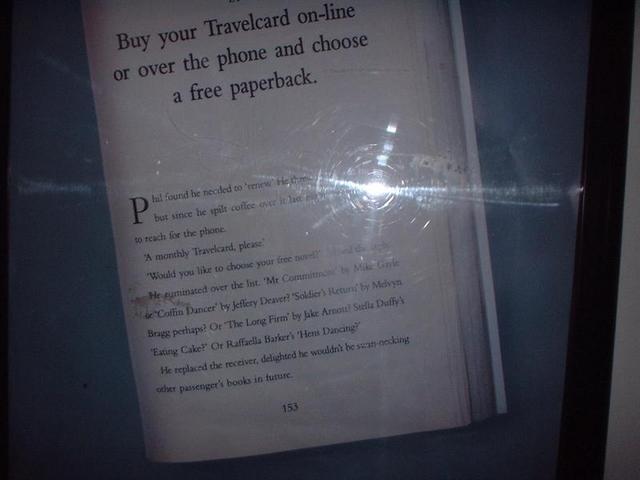 Buy your Travelcard on-line
or over the phone and choose
a free paperback.
Phil found he needed to 'renew'. He
but since he spilt coffee over it last
to reach for the phone.
'A monthly Travelcard, please.'
'Would you like to choose your free novel?' the
He ruminated over the list. 'Mr Commitment' by Mike Gayle
or 'Coffin Dancer' by Jeffery Deaver? 'Soldier's Return' by Melvyn
Bragg perhaps? Or 'The Long Firm' by Jake Arnott? Stella Duffy's
'Eating Cake?' Or Raffaella Barker's 'Hens Dancing?'
He replaced the receiver, delighted he wouldn't be swan-necking
other passenger's books in future.
153